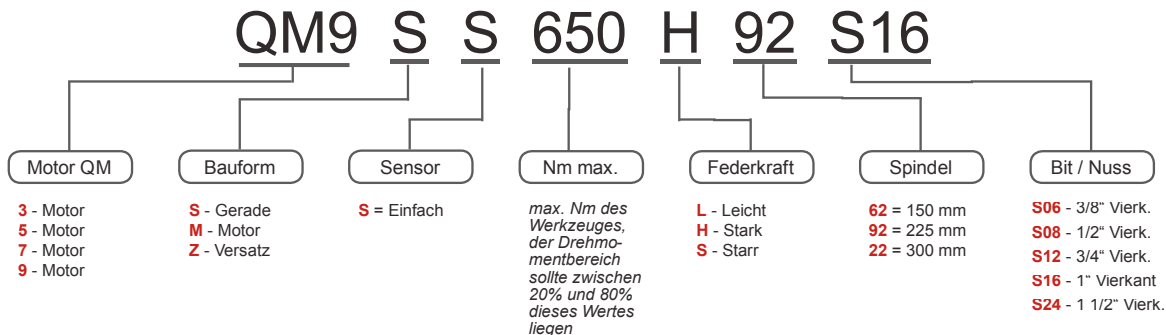 QM9 S S 650 H 92 S16
Motor QM
Bauform
Sensor
Nm max.
Federkraft
Spindel
Bit / Nuss
3 - Motor
5 - Motor
7 - Motor
9 - Motor
S - Gerade
M - Motor
Z - Versatz
S = Einfach
max. Nm des
Werkzeuges,
der Drehmo-
mentbereich
sollte zwischen
20% und 80%
dieses Wertes
liegen
L - Leicht
H - Stark
S - Starr
62 = 150 mm
92 = 225 mm
22 = 300 mm
S06 - 3/8“ Vierk.
S08 - 1/2“ Vierk.
S12 - 3/4“ Vierk.
S16 - 1“ Vierkant
S24 - 1 1/2“ Vierk.